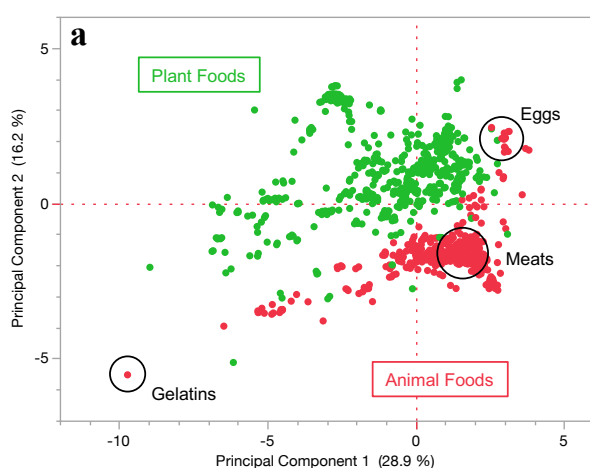 a
Plant Foods
Eggs
Meats
Gelatins
Animal Foods
5
0
-5
-10
-5
0
5
Principal Component 2 (16.2 %)
Principal Component 1 (28.9 %)